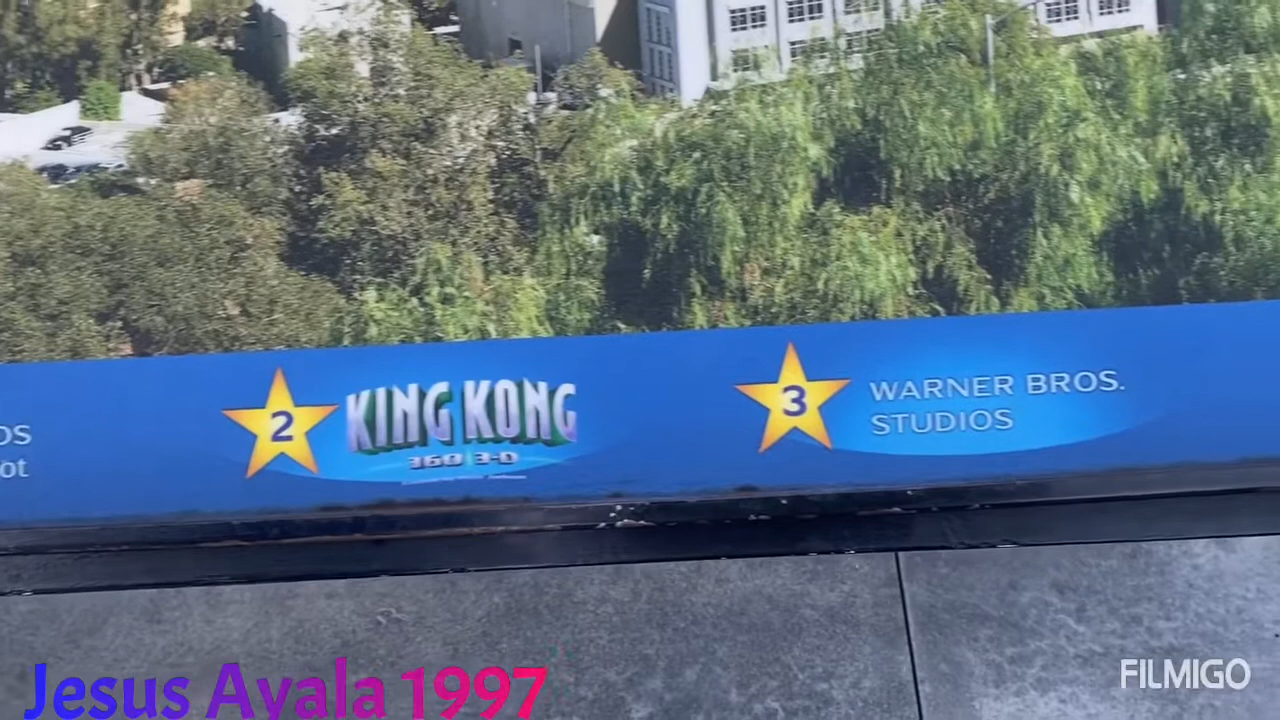 OS
ot
2
KING KONG
360 3-D
3
WARNER BROS.
STUDIOS
Jesus Ayala 1997
FILMIGO